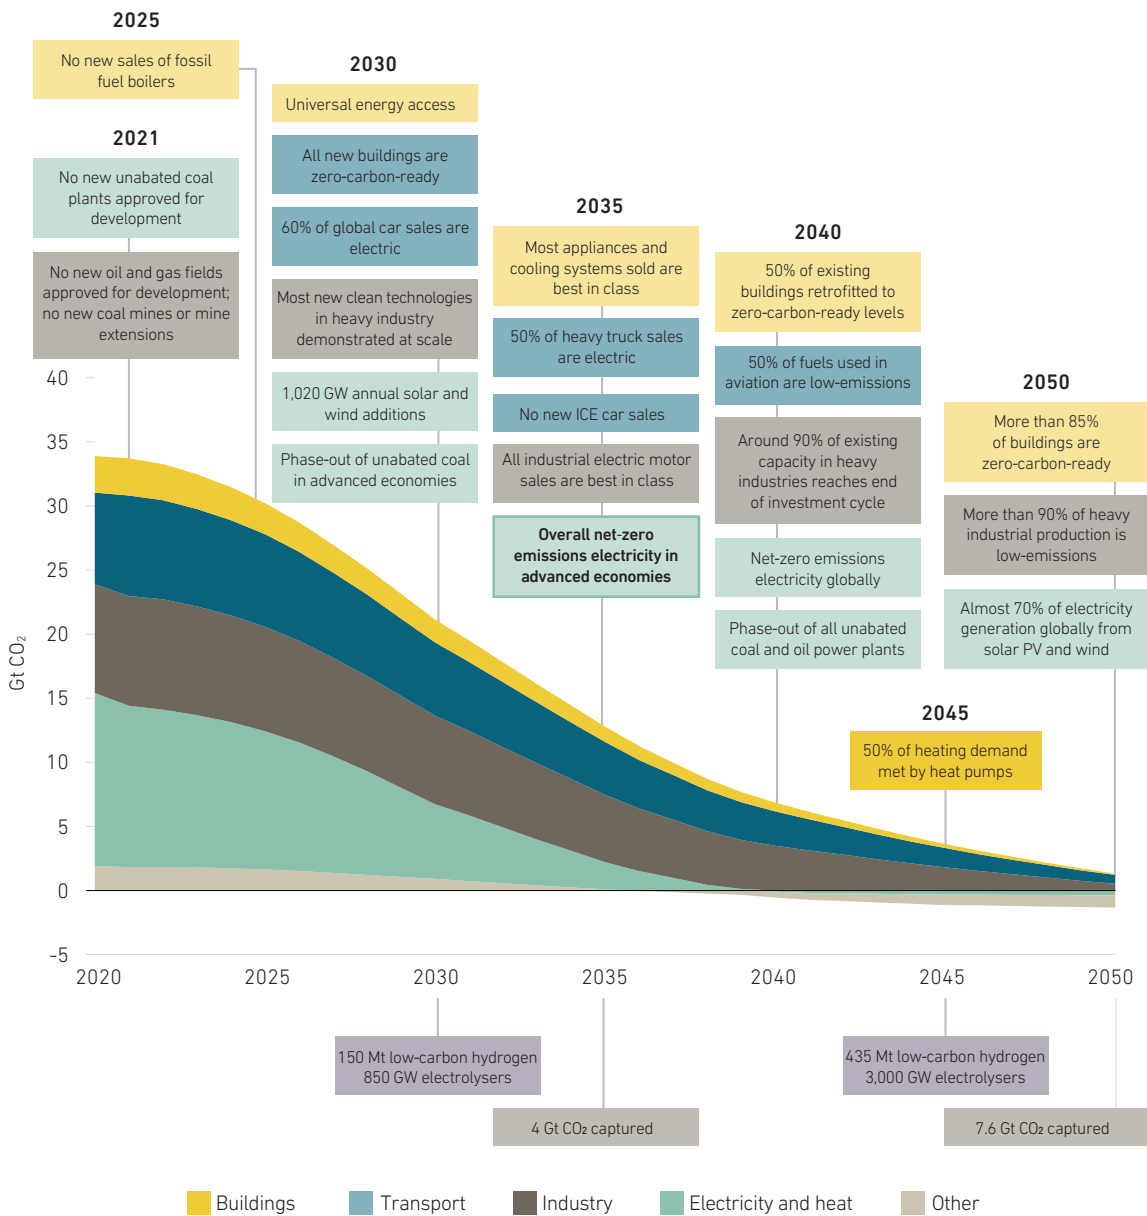 2025
No new sales of fossil
fuel boilers
2021
No new unabated coal
plants approved for
development
No new oil and gas fields
approved for development;
no new coal mines or mine
extensions
2030
Universal energy access
All new buildings are
zero-carbon-ready
60% of global car sales are
electric
Most new clean technologies
in heavy industry
demonstrated at scale
1,020 GW annual solar and
wind additions
Phase-out of unabated coal
in advanced economies
2035
Most appliances and
cooling systems sold are
best in class
50% of heavy truck sales
are electric
No new ICE car sales
All industrial electric motor
sales are best in class
Overall net-zero
emissions electricity in
advanced economies
2040
50% of existing
buildings retrofitted to
zero-carbon-ready levels
50% of fuels used in
aviation are low-emissions
Around 90% of existing
capacity in heavy
industries reaches end
of investment cycle
Net-zero emissions
electricity globally
Phase-out of all unabated
coal and oil power plants
2050
More than 85%
of buildings are
zero-carbon-ready
More than 90% of heavy
industrial production is
low-emissions
Almost 70% of electricity
generation globally from
solar PV and wind
2045
50% of heating demand
met by heat pumps
Gt CO₂
40
35
30
25
20
15
10
5
0
-5
2020 2025 2030 2035 2040 2045 2050
150 Mt low-carbon hydrogen
850 GW electrolysers
435 Mt low-carbon hydrogen
3,000 GW electrolysers
4 Gt CO₂ captured
7.6 Gt CO₂ captured
Buildings Transport Industry Electricity and heat Other